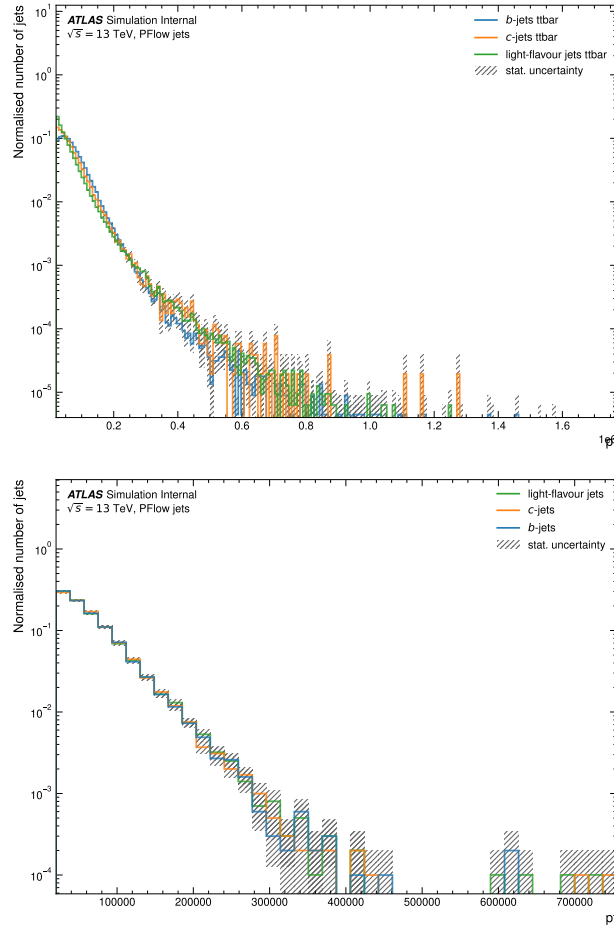 ATLAS Simulation Internal
√s = 13 TeV, PFlow jets
b-jets ttbar
c-jets ttbar
light-flavour jets ttbar
stat. uncertainty
Normalised number of jets
10¹
10⁰
10⁻¹
10⁻²
10⁻³
10⁻⁴
10⁻⁵
0.2 0.4 0.6 0.8 1.0 1.2 1.4 1.6
ATLAS Simulation Internal
√s = 13 TeV, PFlow jets
light-flavour jets
c-jets
b-jets
stat. uncertainty
Normalised number of jets
10⁰
10⁻¹
10⁻²
10⁻³
10⁻⁴
100000 200000 300000 400000 500000 600000 700000